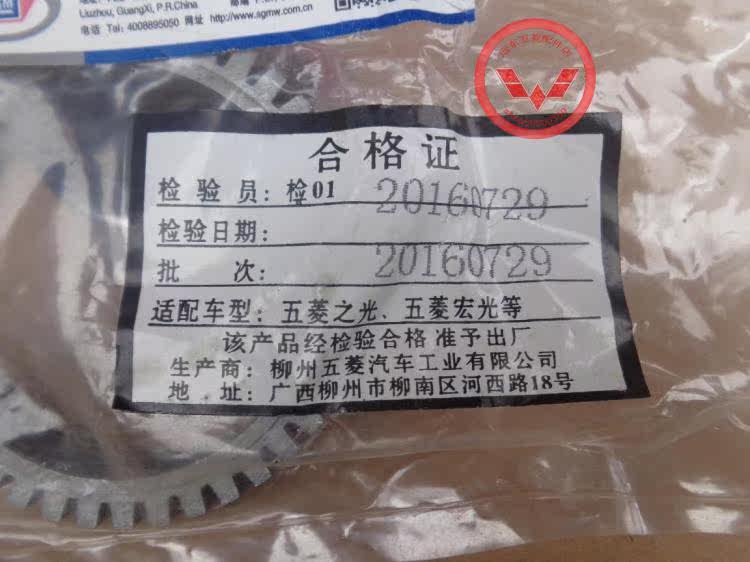 Liuzhou, GuangXi, P.R.China
电话 Tel: 4008895050 网址 http://www.sgmw.com.cn
合格证
检验员：检01 20160729
检验日期：
批次： 20160729
适配车型：五菱之光、五菱宏光等
该产品经检验合格 准予出厂
生产商：柳州五菱汽车工业有限公司
地址：广西柳州市柳南区河西路18号